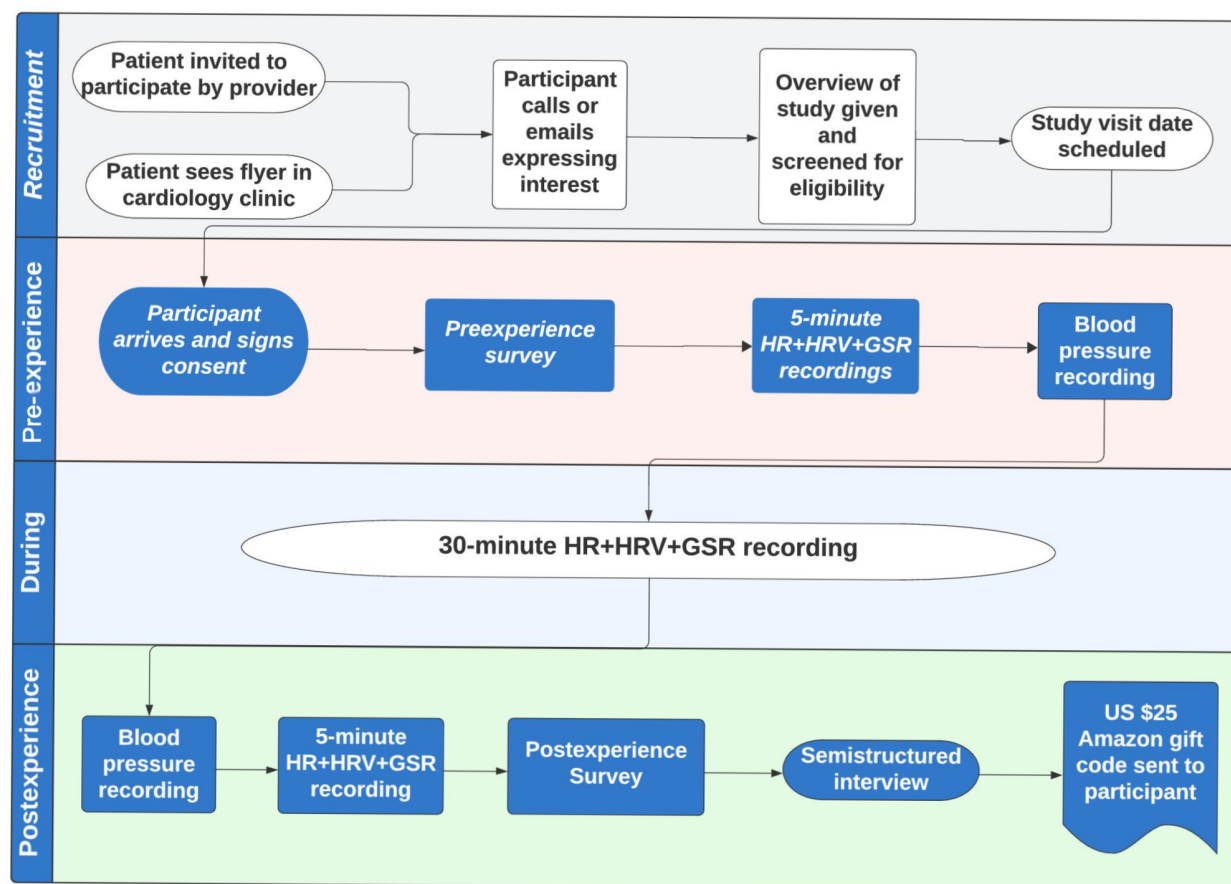 Recruitment
Patient invited to
participate by provider
Patient sees flyer in
cardiology clinic
Participant
calls or
emails
expressing
interest
Overview of
study given
and
screened for
eligibility
Study visit date
scheduled
Pre-experience
Participant
arrives and signs
consent
Preexperience
survey
5-minute
HR+HRV+GSR
recordings
Blood
pressure
recording
During
30-minute HR+HRV+GSR recording
Postexperience
Blood
pressure
recording
5-minute
HR+HRV+GSR
recording
Postexperience
Survey
Semistructured
interview
US $25
Amazon gift
code sent to
participant